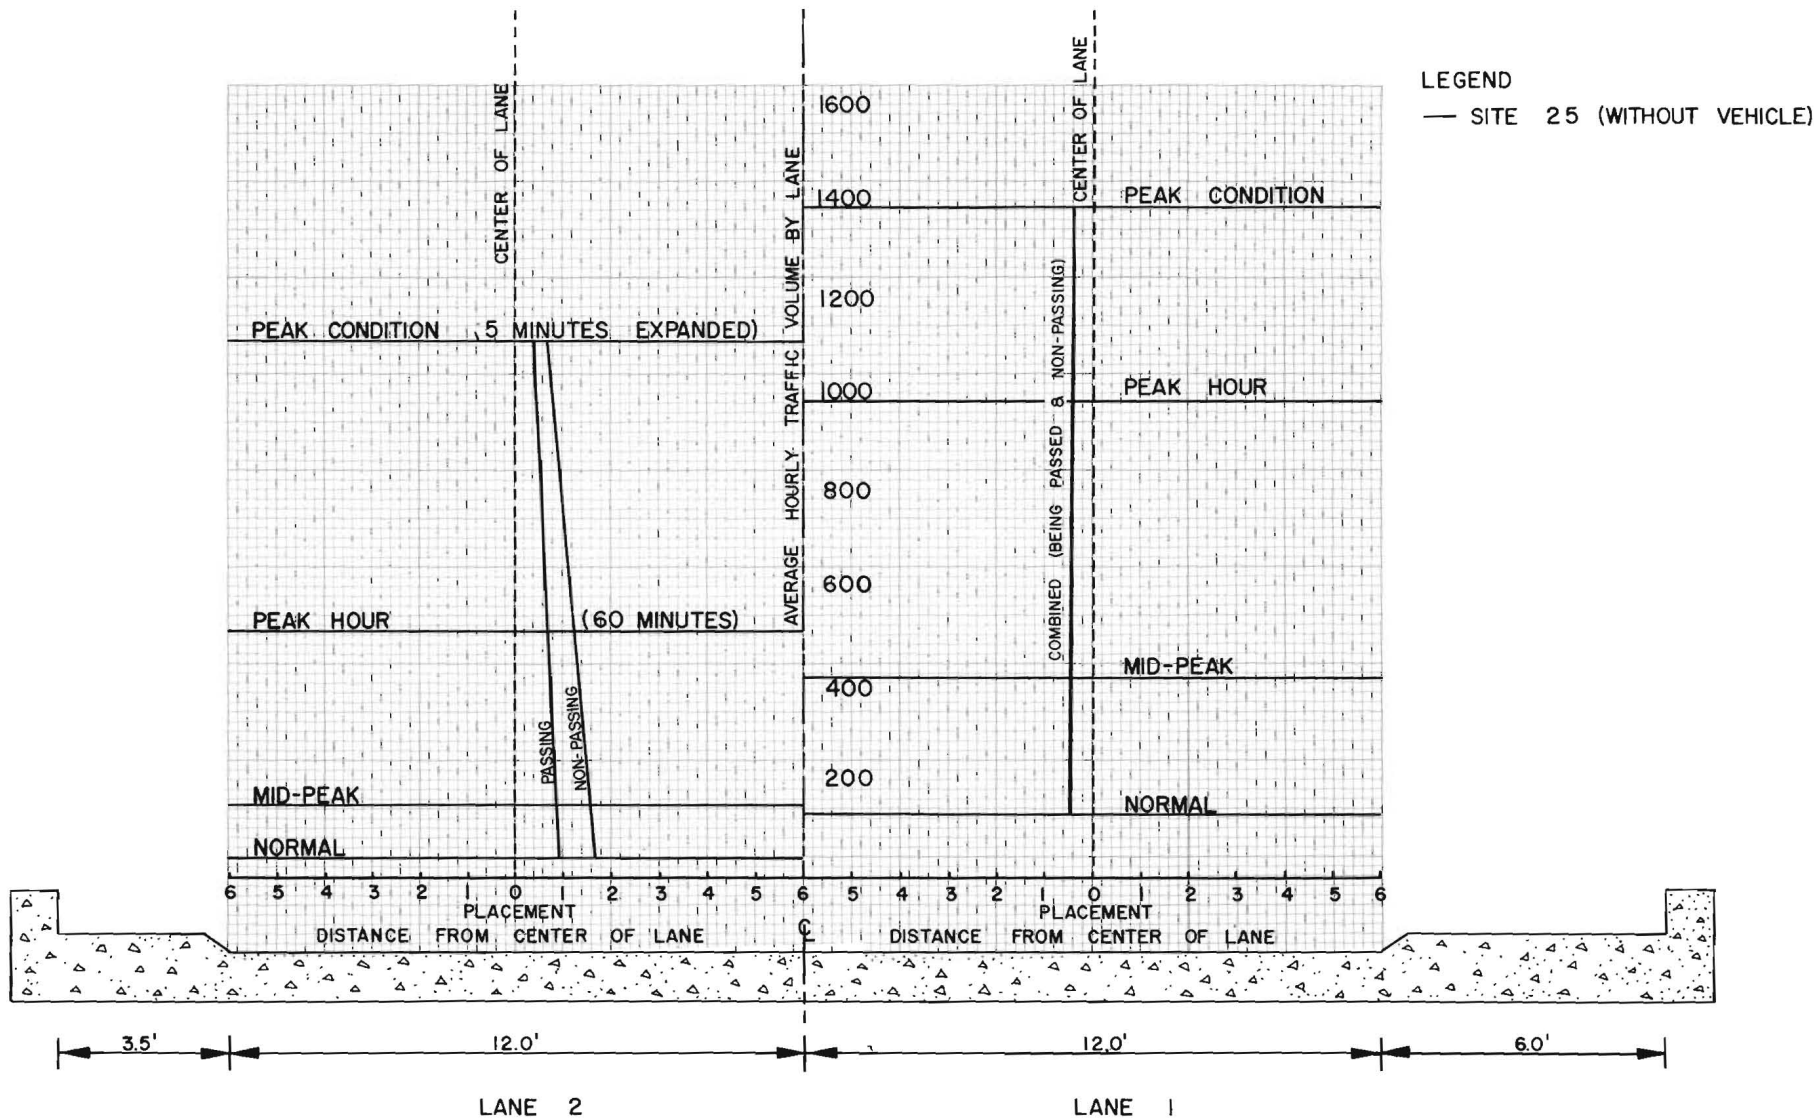 LEGEND
— SITE 25 (WITHOUT VEHICLE)
CENTER OF LANE
CENTER OF LANE
AVERAGE HOURLY TRAFFIC VOLUME BY LANE
1600
1400
1200
1000
800
600
400
200
PEAK CONDITION 5 MINUTES EXPANDED)
PEAK HOUR (60 MINUTES)
MID-PEAK
NORMAL
PASSING
NON-PASSING
PEAK CONDITION
PEAK HOUR
MID-PEAK
NORMAL
COMBINED (BEING PASSED & NON-PASSING)
6 5 4 3 2 1 0 1 2 3 4 5 6 5 4 3 2 1 0 1 2 3 4 5 6
PLACEMENT
DISTANCE FROM CENTER OF LANE
℄
PLACEMENT
DISTANCE FROM CENTER OF LANE
3.5'
12.0'
12.0'
6.0'
LANE 2
LANE 1